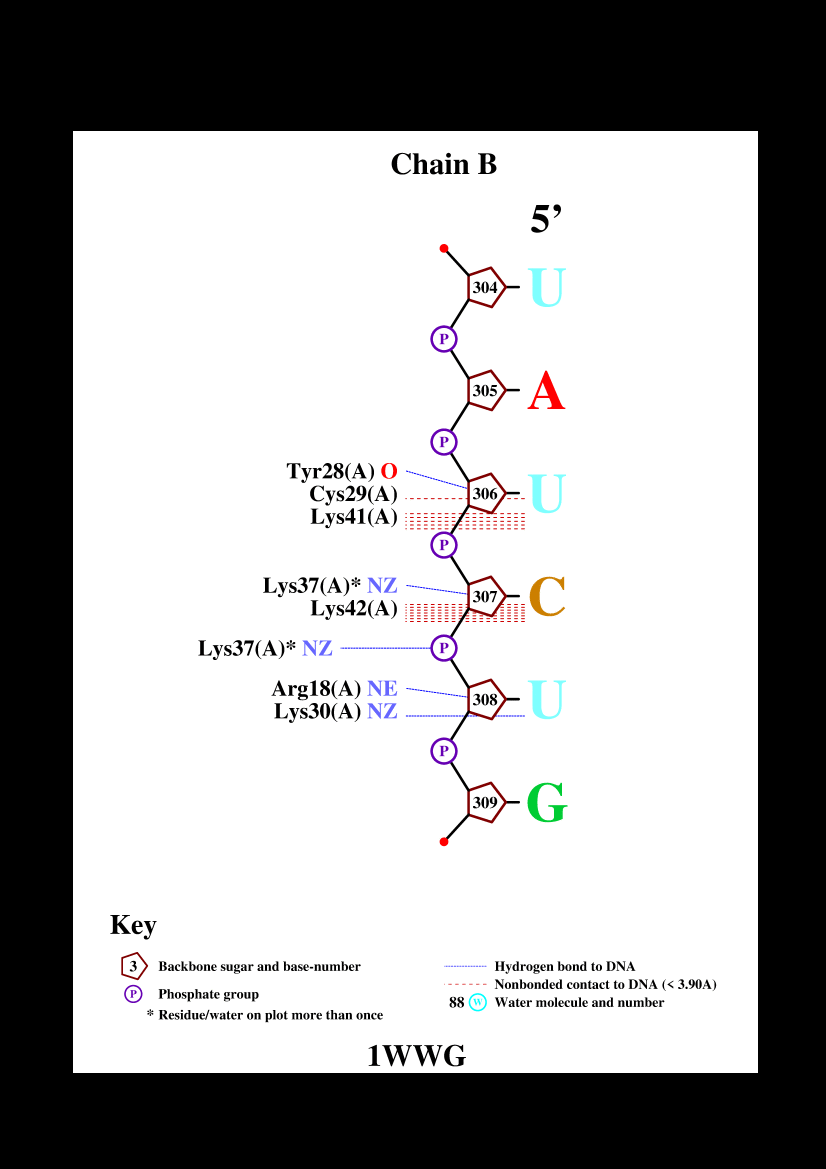 Chain B
5’
304 U
P
305 A
P
Tyr28(A) O
306 U
Cys29(A)
Lys41(A)
P
Lys37(A)* NZ
307 C
Lys42(A)
Lys37(A)* NZ P
Arg18(A) NE
308 U
Lys30(A) NZ
P
309 G
Key
3 Backbone sugar and base-number
P Phosphate group
* Residue/water on plot more than once
Hydrogen bond to DNA
Nonbonded contact to DNA (< 3.90A)
88 W Water molecule and number
1WWG